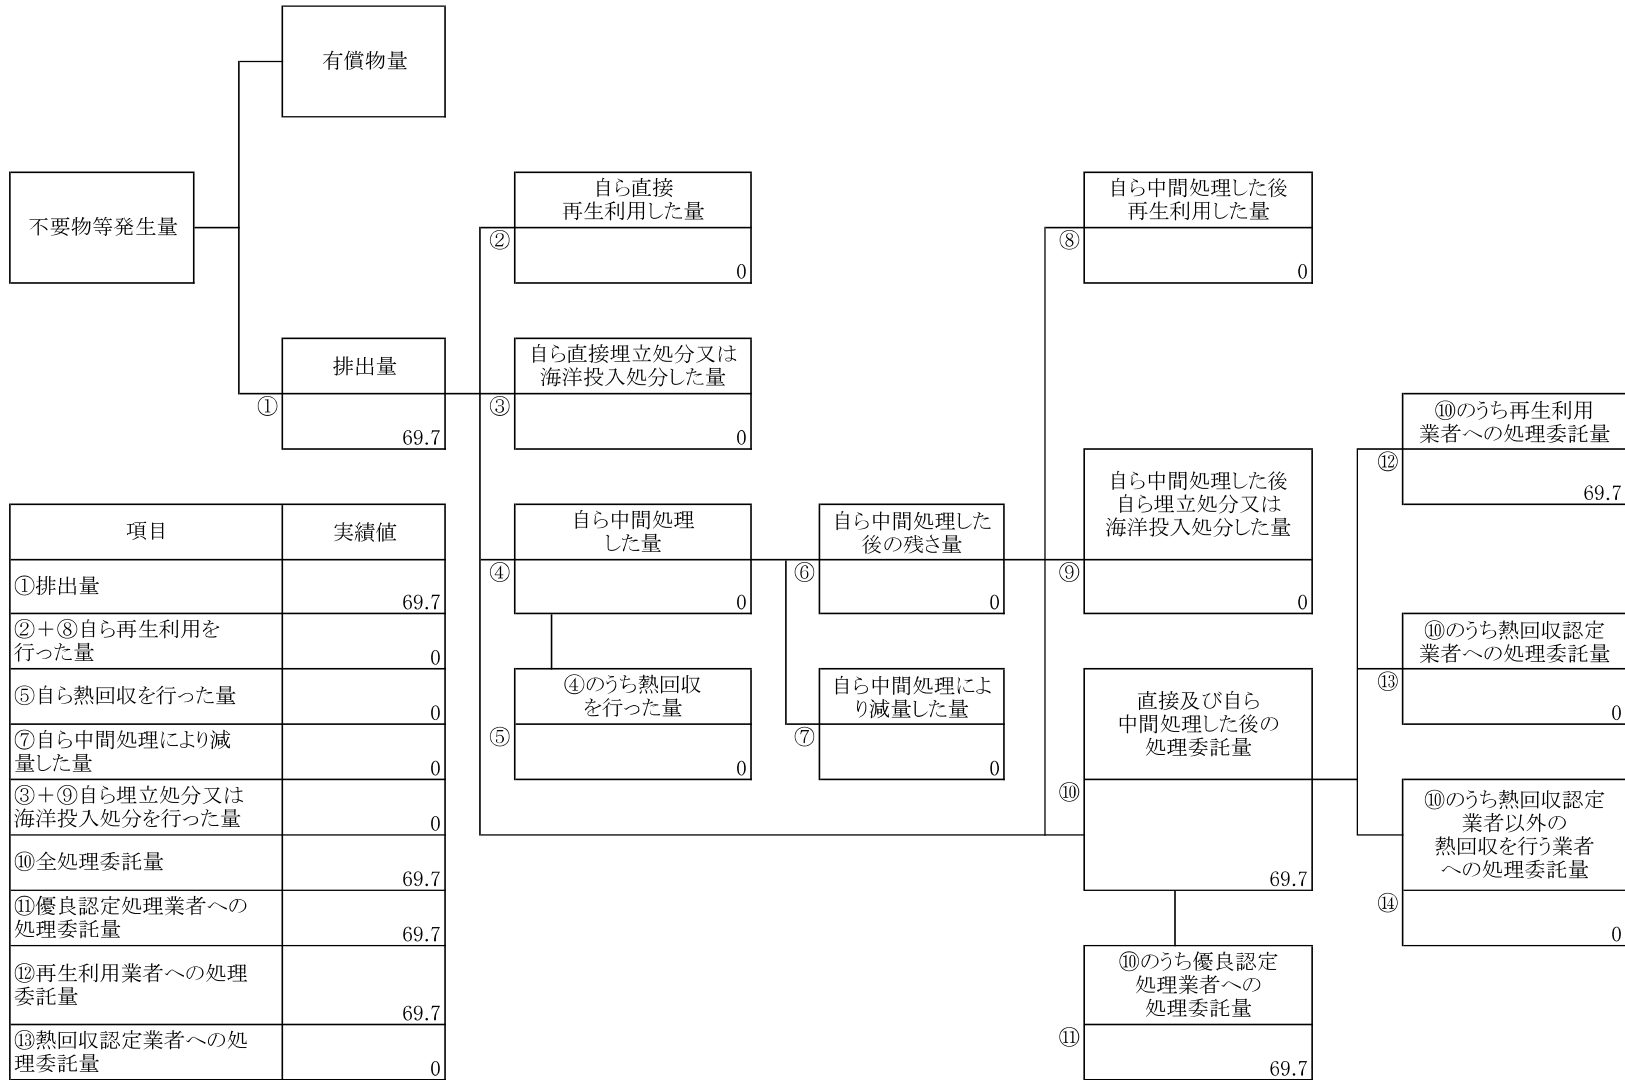 有償物量
不要物等発生量
排出量
①
69.7
自ら直接
再生利用した量
②
0
自ら直接埋立処分又は
海洋投入処分した量
③
0
自ら中間処理
した量
④
0
④のうち熱回収
を行った量
⑤
0
自ら中間処理した
後の残さ量
⑥
0
自ら中間処理によ
り減量した量
⑦
0
自ら中間処理した後
再生利用した量
⑧
0
自ら中間処理した後
自ら埋立処分又は
海洋投入処分した量
⑨
0
直接及び自ら
中間処理した後の
処理委託量
⑩
69.7
⑩のうち優良認定
処理業者への
処理委託量
⑪
69.7
⑩のうち再生利用
業者への処理委託量
⑫
69.7
⑩のうち熱回収認定
業者への処理委託量
⑬
0
⑩のうち熱回収認定
業者以外の
熱回収を行う業者
への処理委託量
⑭
0
項目 実績値
①排出量
69.7
②＋⑧自ら再生利用を
行った量
0
⑤自ら熱回収を行った量
0
⑦自ら中間処理により減
量した量
0
③＋⑨自ら埋立処分又は
海洋投入処分を行った量
0
⑩全処理委託量
69.7
⑪優良認定処理業者への
処理委託量
69.7
⑫再生利用業者への処理
委託量
69.7
⑬熱回収認定業者への処
理委託量
0